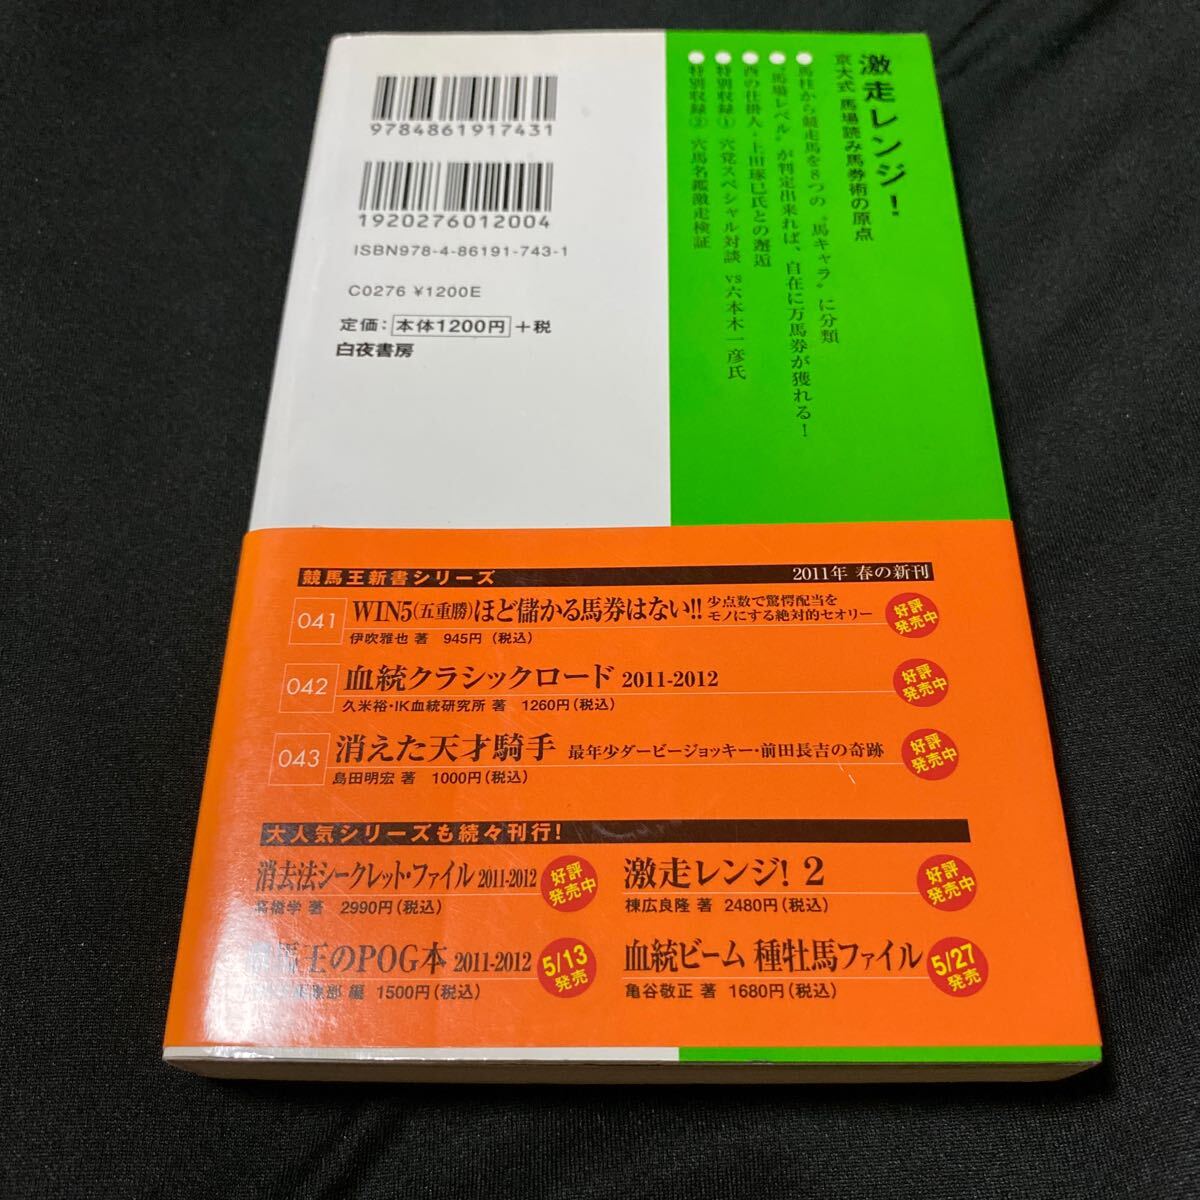 激走レンジ!
京大式 馬場読み馬券術の原点
●馬柱から競走馬を8つの〝馬キャラ〟に分類
●〝馬場レベル〟が判定出来れば、自在に万馬券が獲れる!
●西の仕掛人・上田琢巳氏との邂逅
●特別収録① 穴党スペシャル対談 vs六本木一彦氏
●特別収録② 穴馬名鑑激走検証
9784861917431
1920276012004
ISBN978-4-86191-743-1
C0276 ¥1200E
定価: 本体1200円 +税
白夜書房
競馬王新書シリーズ 2011年 春の新刊
041 WIN5(五重勝)ほど儲かる馬券はない!! 少点数で驚愕配当をモノにする絶対的セオリー 好評発売中
伊吹雅也 著 945円 (税込)
042 血統クラシックロード 2011-2012 好評発売中
久米裕・IK血統研究所 著 1260円(税込)
043 消えた天才騎手 最年少ダービージョッキー・前田長吉の奇跡 好評発売中
島田明宏 著 1000円(税込)
大人気シリーズも続々刊行!
消去法シークレット・ファイル 2011-2012 好評発売中
高橋学 著 2990円(税込)
激走レンジ! 2 好評発売中
棟広良隆 著 2480円(税込)
馬王のPOG本 2011-2012 5/13発売
編 1500円(税込)
血統ビーム 種牡馬ファイル 5/27発売
亀谷敬正 著 1680円(税込)